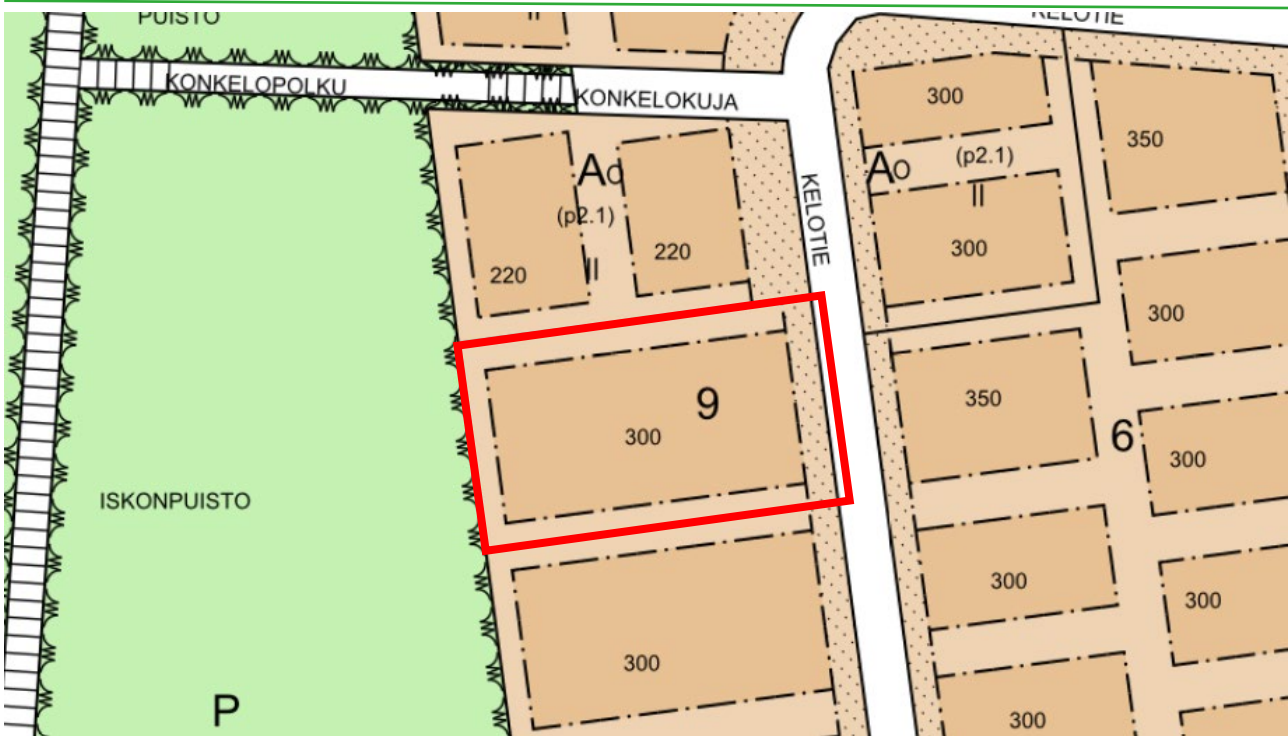 PUISTO
II
KELOTIE
KONKELOPOLKU
KONKELOKUJA
300
350
AO
(p2.1)
II
AO
(p2.1)
II
KELOTIE
220
220
300
300
9
300
350
6
300
300
ISKONPUISTO
300
300
300
P
300